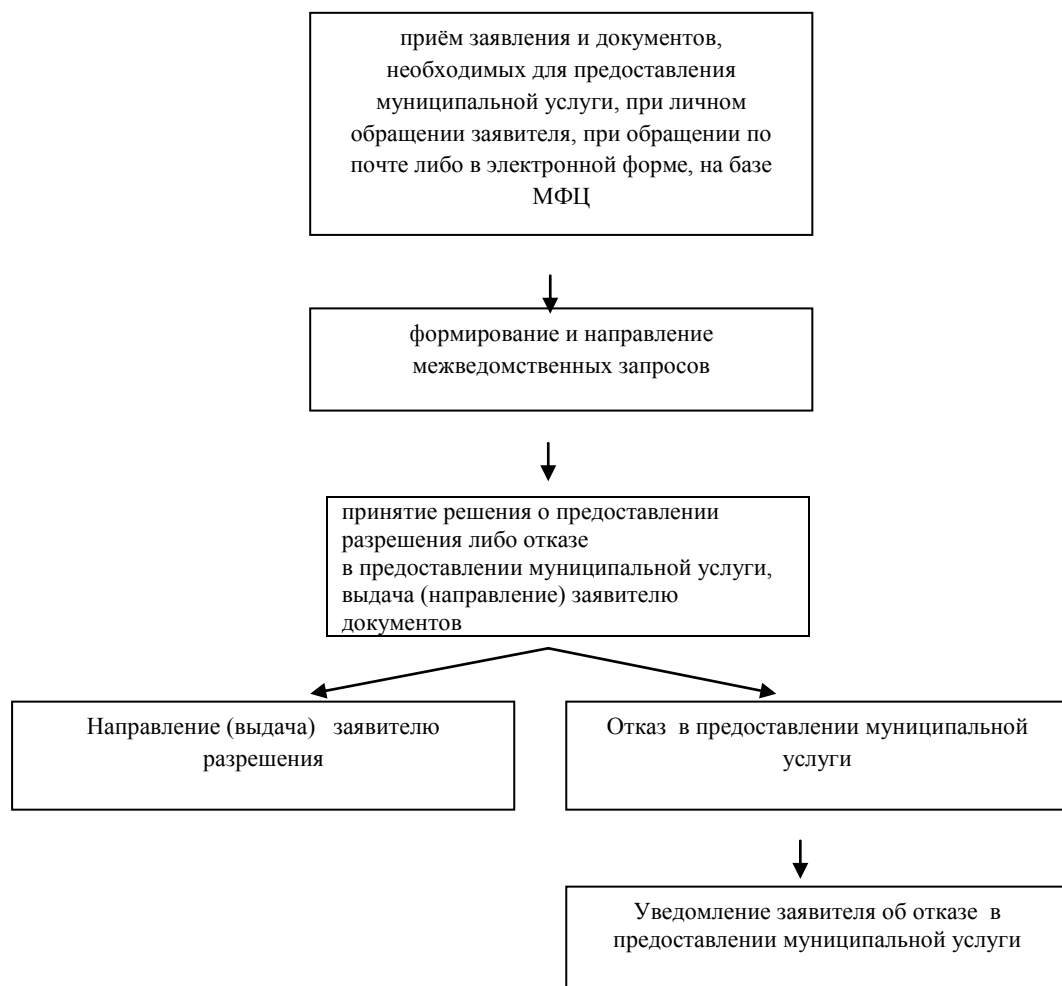 приём заявления и документов,
необходимых для предоставления
муниципальной услуги, при личном
обращении заявителя, при обращении по
почте либо в электронной форме, на базе
МФЦ
формирование и направление
межведомственных запросов
принятие решения о предоставлении
разрешения либо отказе
в предоставлении муниципальной услуги,
выдача (направление) заявителю
документов
Направление (выдача) заявителю
разрешения
Отказ в предоставлении муниципальной
услуги
Уведомление заявителя об отказе в
предоставлении муниципальной услуги